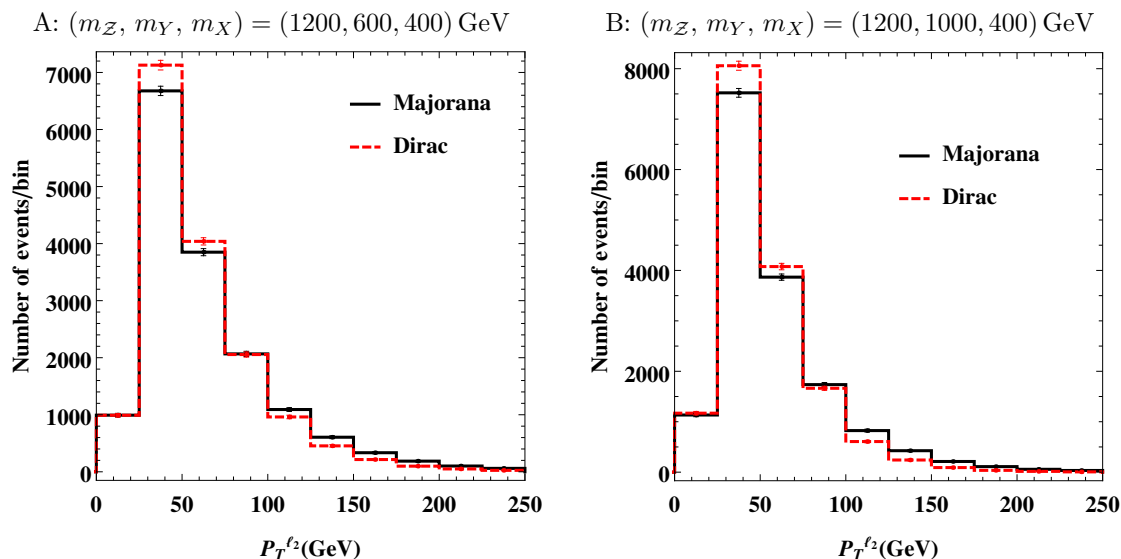 A: (m_𝒵, m_Y, m_X) = (1200, 600, 400) GeV
Number of events/bin
7000
6000
5000
4000
3000
2000
1000
0
Majorana
Dirac
0 50 100 150 200 250
P_T^ℓ₂(GeV)
B: (m_𝒵, m_Y, m_X) = (1200, 1000, 400) GeV
Number of events/bin
8000
6000
4000
2000
0
Majorana
Dirac
0 50 100 150 200 250
P_T^ℓ₂(GeV)